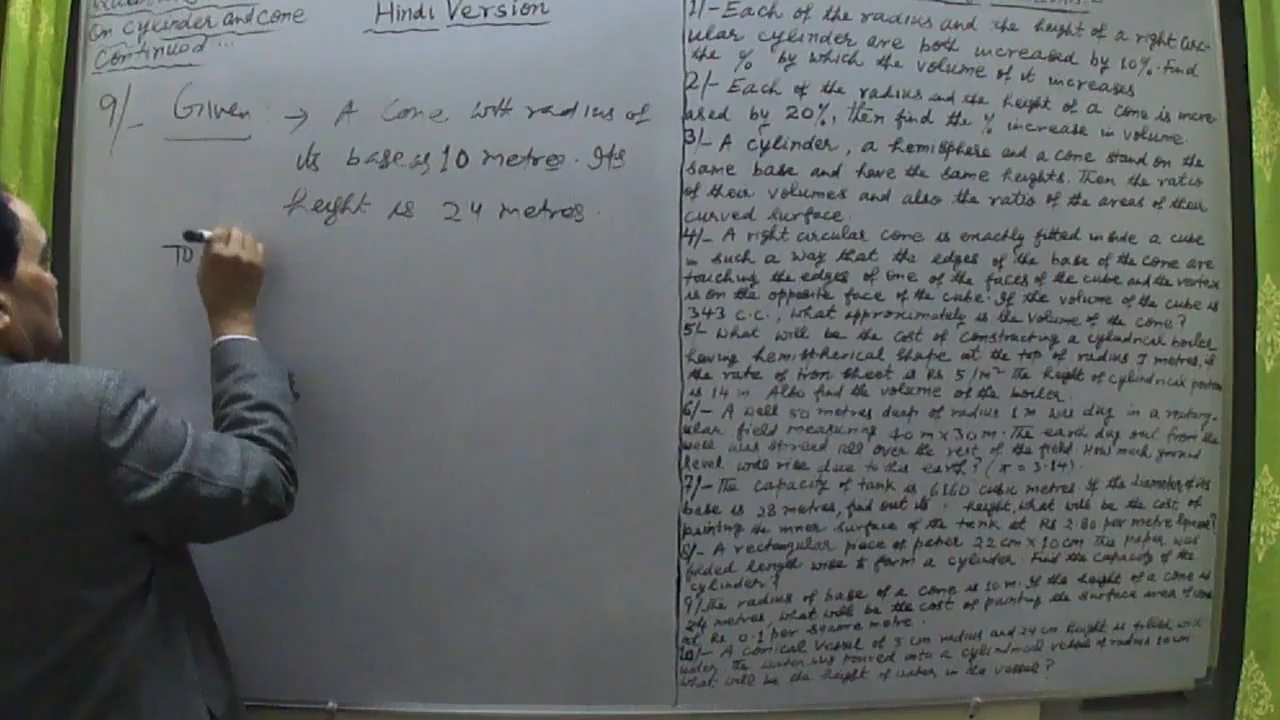 On cylinder and cone
Continued ...
Hindi Version
9/- Given → A cone with radius of
its base as 10 metre. Its
height is 24 metres.
To
1/- Each of the radius and the height of a right circ-
ular cylinder are both increased by 10%. Find
the % by which the volume of it increases
2/- Each of the radius and the height of a cone is incre-
ased by 20%, then find the % increase in volume.
3/- A cylinder, a hemisphere and a cone stand on the
same base and have the same heights. Then the ratio
of their volumes and also the ratio of the areas of their
curved surface.
4/- A right circular cone is exactly fitted inside a cube
in such a way that the edges of the base of the cone are
touching the edges of one of the faces of the cube and the vertex
is on the opposite face of the cube. If the volume of the cube is
343 c.c., what approximately is the volume of the cone?
5/- What will be the cost of constructing a cylindrical boiler
having hemispherical shape at the top of radius 7 metres, if
the rate of iron sheet is Rs 5/m² The height of cylindrical portion
is 14 m. Also find the volume of the boiler.
6/- A well 50 metres deep of radius 1 m was dug in a rectang-
ular field measuring 40 m x 30 m. The earth dug out from the
well was spread all over the rest of the field. How much ground
level will rise due to this earth? (π = 3.14).
7/- The capacity of tank is 6160 cubic metres. If the diameter of its
base is 28 metres, find out its height, what will be the cost of
painting the inner surface of the tank at Rs 2.80 per metre square?
8/- A rectangular piece of paper 22 cm x 10 cm The paper was
folded length wise to form a cylinder. Find the capacity of the
cylinder?
9/ The radius of base of a cone is 10 m. If the height of a cone is
24 metres, what will be the cost of painting the surface area of cone
at Rs. 0.1 per square metre.
10/- A conical vessel of 5 cm radius and 24 cm height is filled with
water. The water was poured into a cylindrical vessel of radius 10 cm
What will be the height of water in the vessel?